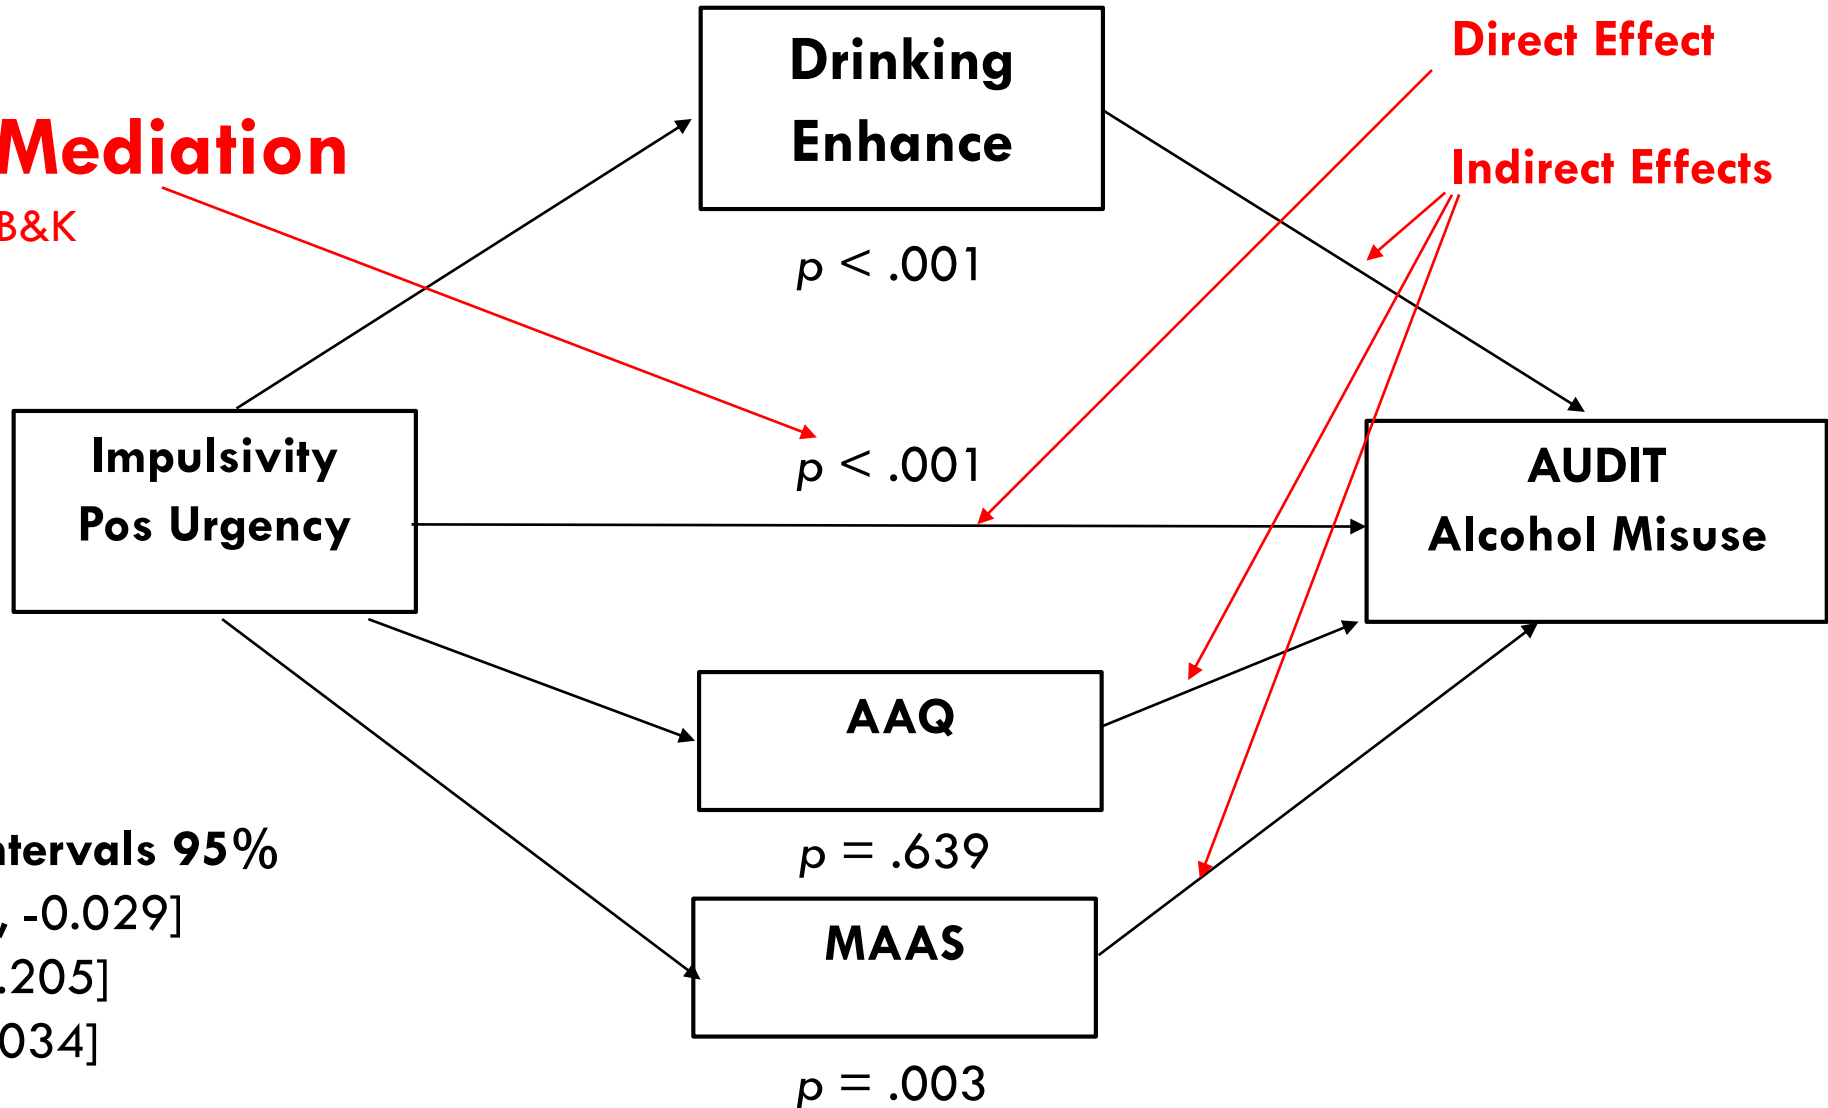 Drinking
Enhance
p < .001
Direct Effect
Indirect Effects
Mediation
B&K
p < .001
Impulsivity
Pos Urgency
AUDIT
Alcohol Misuse
AAQ
p = .639
MAAS
p = .003
ntervals 95%
, -0.029]
.205]
034]